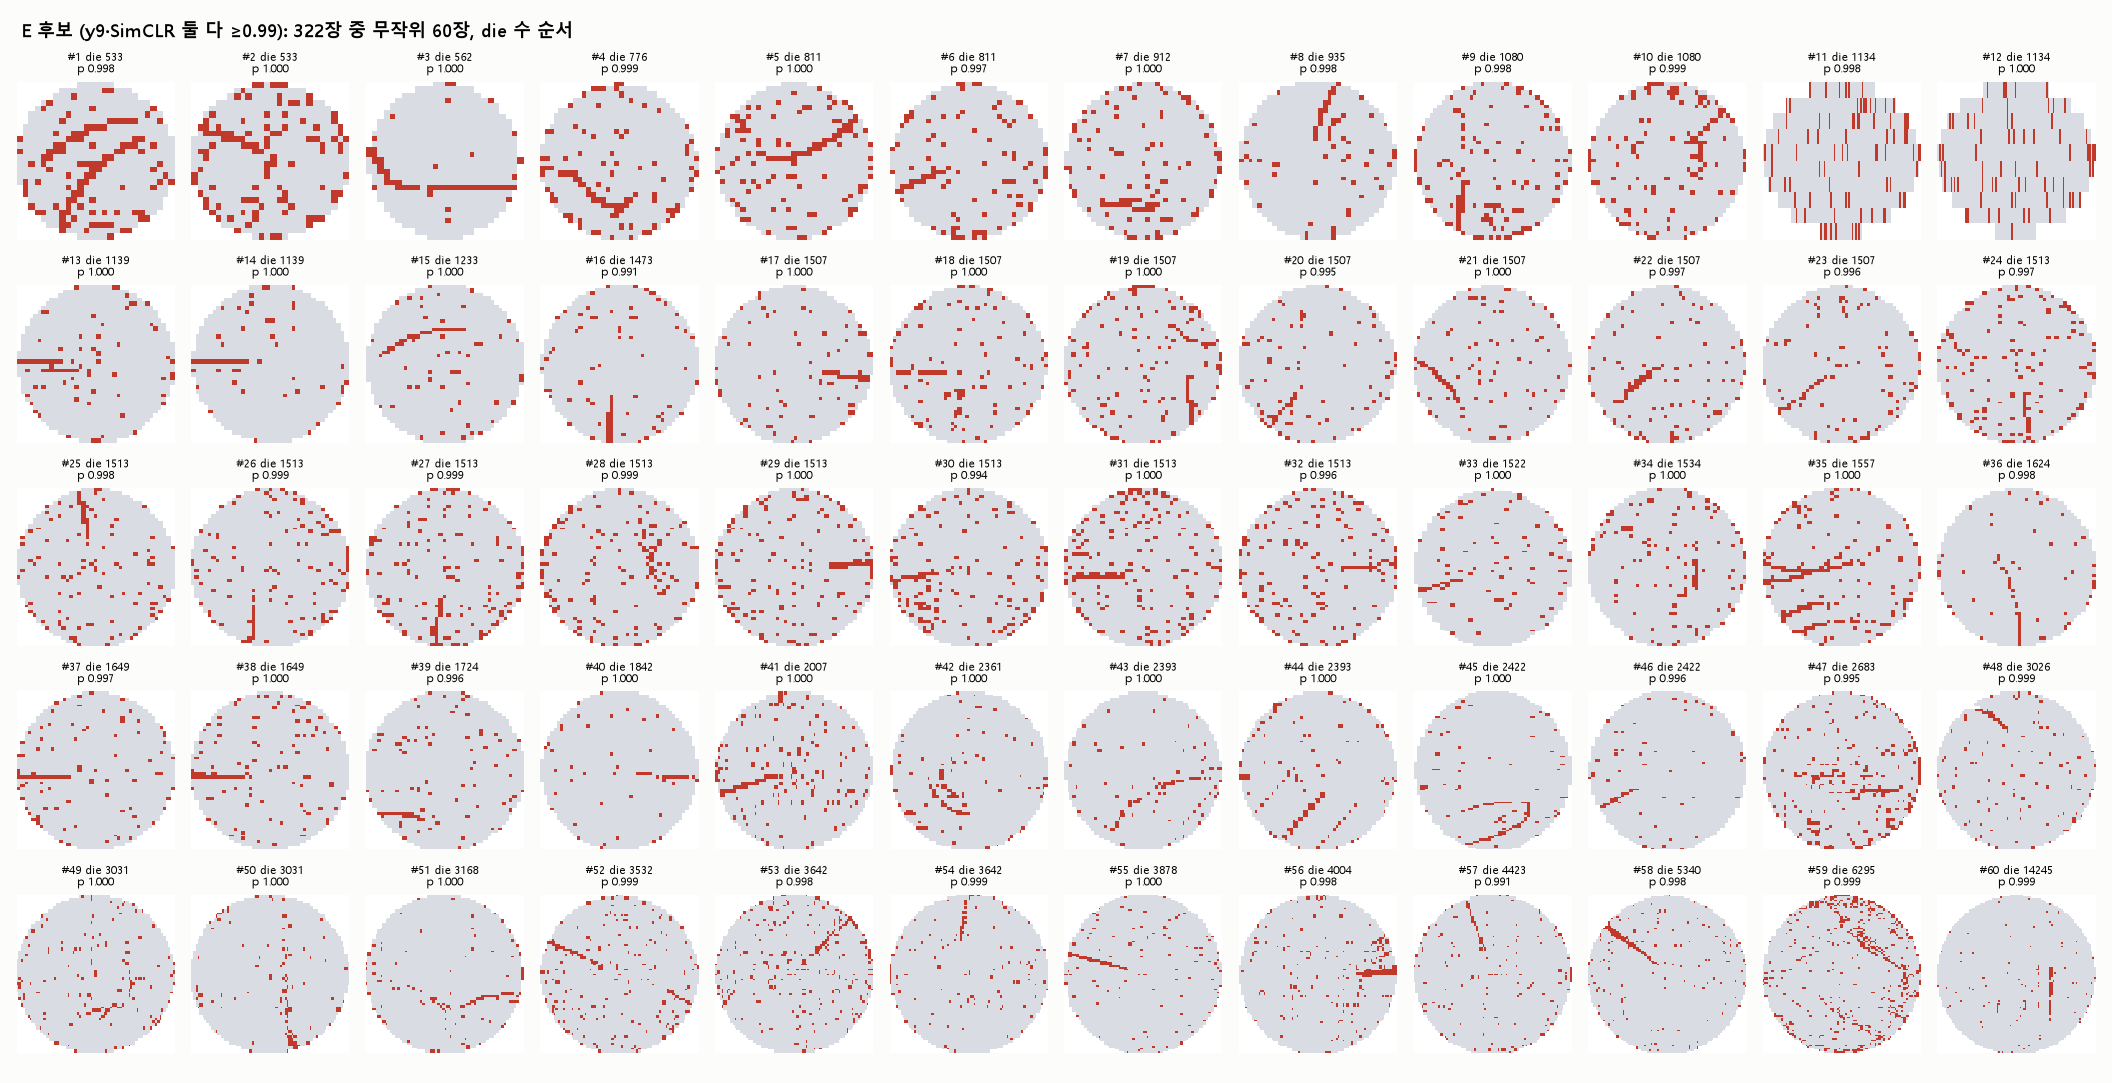 E 후보 (y9·SimCLR 둘 다 ≥0.99): 322장 중 무작위 60장, die 수 순서
#1 die 533
p 0.998
#2 die 533
p 1.000
#3 die 562
p 1.000
#4 die 776
p 0.999
#5 die 811
p 1.000
#6 die 811
p 0.997
#7 die 912
p 1.000
#8 die 935
p 0.998
#9 die 1080
p 0.998
#10 die 1080
p 0.999
#11 die 1134
p 0.998
#12 die 1134
p 1.000
#13 die 1139
p 1.000
#14 die 1139
p 1.000
#15 die 1233
p 1.000
#16 die 1473
p 0.991
#17 die 1507
p 1.000
#18 die 1507
p 1.000
#19 die 1507
p 1.000
#20 die 1507
p 0.995
#21 die 1507
p 1.000
#22 die 1507
p 0.997
#23 die 1507
p 0.996
#24 die 1513
p 0.997
#25 die 1513
p 0.998
#26 die 1513
p 0.999
#27 die 1513
p 0.999
#28 die 1513
p 0.999
#29 die 1513
p 1.000
#30 die 1513
p 0.994
#31 die 1513
p 1.000
#32 die 1513
p 0.996
#33 die 1522
p 1.000
#34 die 1534
p 1.000
#35 die 1557
p 1.000
#36 die 1624
p 0.998
#37 die 1649
p 0.997
#38 die 1649
p 1.000
#39 die 1724
p 0.996
#40 die 1842
p 1.000
#41 die 2007
p 1.000
#42 die 2361
p 1.000
#43 die 2393
p 1.000
#44 die 2393
p 1.000
#45 die 2422
p 1.000
#46 die 2422
p 0.996
#47 die 2683
p 0.995
#48 die 3026
p 0.999
#49 die 3031
p 1.000
#50 die 3031
p 1.000
#51 die 3168
p 1.000
#52 die 3532
p 0.999
#53 die 3642
p 0.998
#54 die 3642
p 0.999
#55 die 3878
p 1.000
#56 die 4004
p 0.998
#57 die 4423
p 0.991
#58 die 5340
p 0.998
#59 die 6295
p 0.999
#60 die 14245
p 0.999